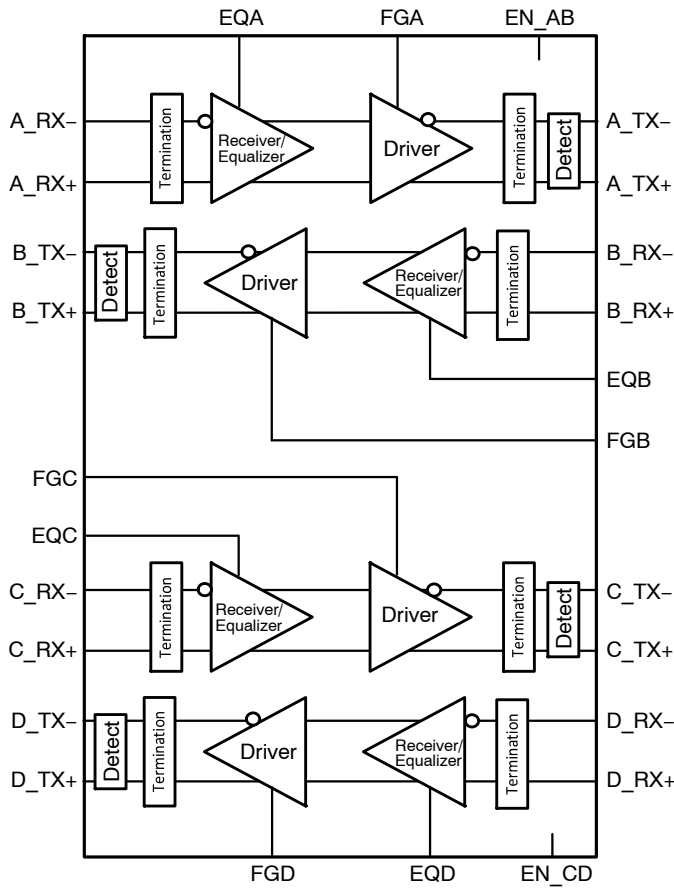 EQA FGA EN_AB
A_RX− Termination Receiver/ Equalizer Driver Termination Detect A_TX−
A_RX+ A_TX+
B_TX− Detect Termination Driver Receiver/ Equalizer Termination B_RX−
B_TX+ B_RX+
EQB
FGB
FGC
EQC
C_RX− Termination Receiver/ Equalizer Driver Termination Detect C_TX−
C_RX+ C_TX+
D_TX− Detect Termination Driver Receiver/ Equalizer Termination D_RX−
D_TX+ D_RX+
FGD EQD EN_CD